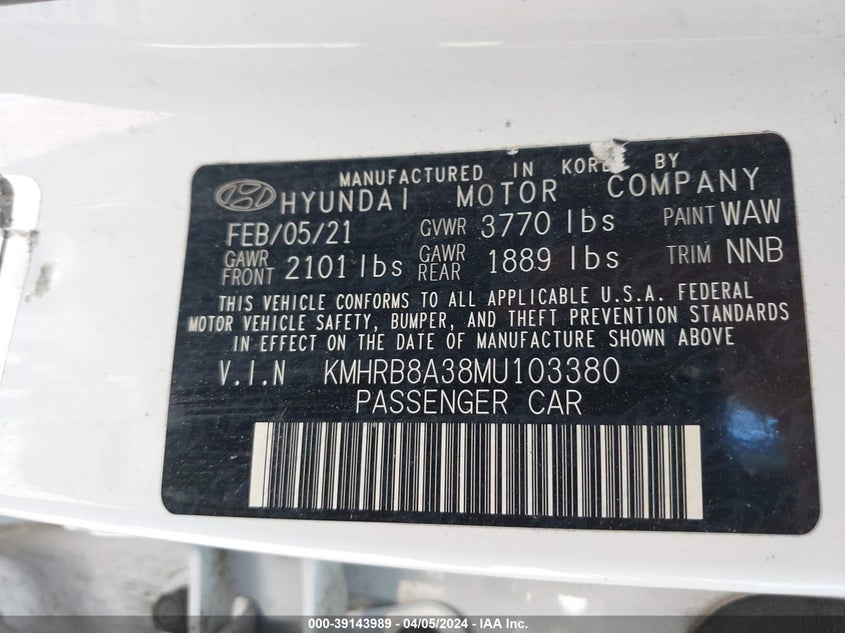 MANUFACTURED IN KOREA BY
HYUNDAI MOTOR COMPANY
FEB/05/21 GVWR 3770 lbs PAINT WAW
GAWR FRONT 2101 lbs GAWR REAR 1889 lbs TRIM NNB
THIS VEHICLE CONFORMS TO ALL APPLICABLE U.S.A. FEDERAL
MOTOR VEHICLE SAFETY, BUMPER, AND THEFT PREVENTION STANDARDS
IN EFFECT ON THE DATE OF MANUFACTURE SHOWN ABOVE
V.I.N KMHRB8A38MU103380
PASSENGER CAR
000-39143989 - 04/05/2024 - IAA Inc.